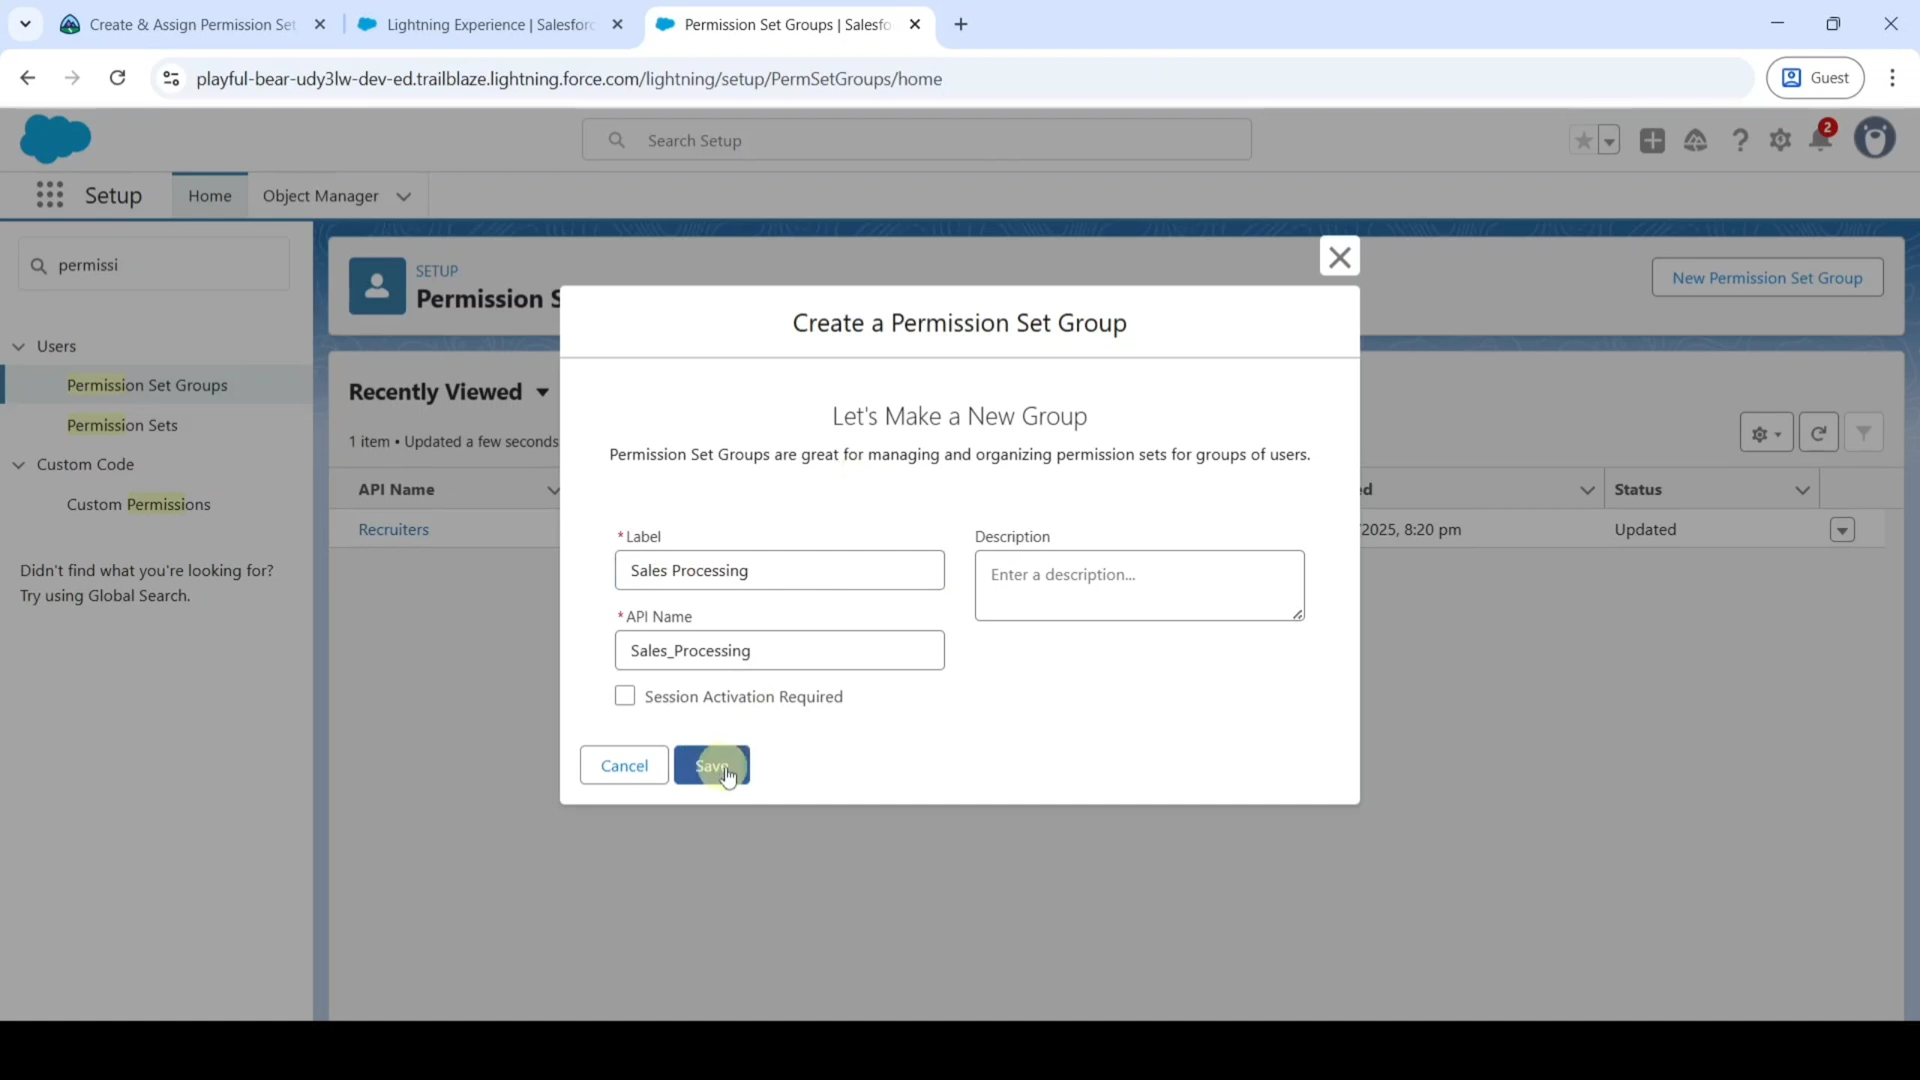 Create & Assign Permission Set
Lightning Experience | Salesforc
Permission Set Groups | Salesfo
playful-bear-udy3lw-dev-ed.trailblaze.lightning.force.com/lightning/setup/PermSetGroups/home
Guest
Search Setup
2
Setup
Home
Object Manager
permissi
Users
Permission Set Groups
Permission Sets
Custom Code
Custom Permissions
Didn't find what you're looking for?
Try using Global Search.
SETUP
Permission S
New Permission Set Group
Recently Viewed
1 item • Updated a few seconds
API Name
ed
Status
Recruiters
/2025, 8:20 pm
Updated
Create a Permission Set Group
Let's Make a New Group
Permission Set Groups are great for managing and organizing permission sets for groups of users.
*Label
Sales Processing
*API Name
Sales_Processing
Session Activation Required
Description
Enter a description...
Cancel
Save